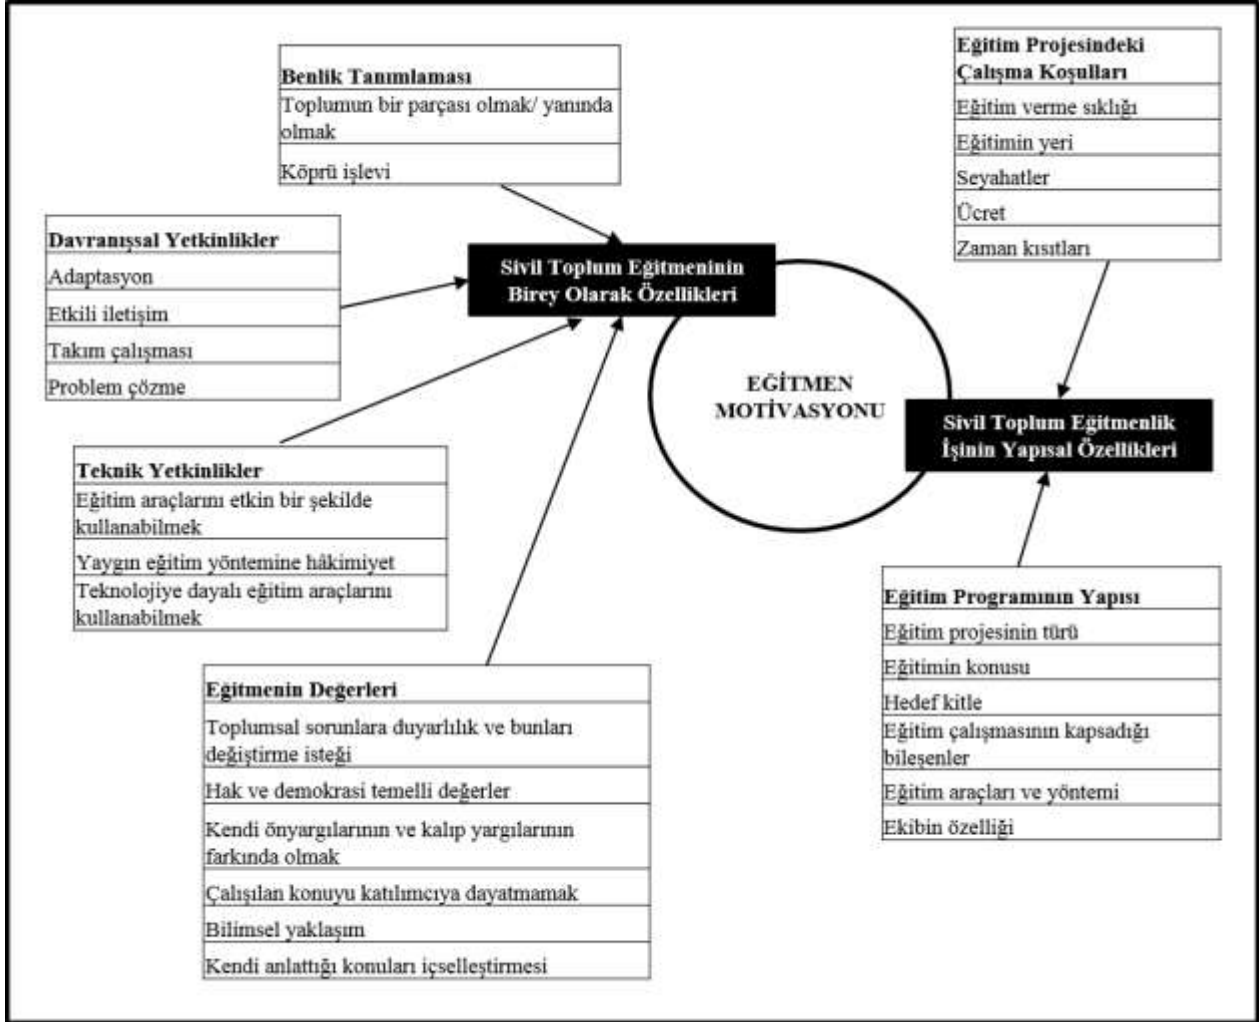 Benlik Tanımlaması
Toplumun bir parçası olmak/ yanında
olmak
Köprü işlevi
Eğitim Projesindeki
Çalışma Koşulları
Eğitim verme sıklığı
Eğitimin yeri
Seyahatler
Ücret
Zaman kısıtları
Davranışsal Yetkinlikler
Adaptasyon
Etkili iletişim
Takım çalışması
Problem çözme
Sivil Toplum Eğitmeninin
Birey Olarak Özellikleri
EĞİTMEN
MOTİVASYONU
Sivil Toplum Eğitmenlik
İşinin Yapısal Özellikleri
Teknik Yetkinlikler
Eğitim araçlarını etkin bir şekilde
kullanabilmek
Yaygın eğitim yöntemine hâkimiyet
Teknolojiye dayalı eğitim araçlarını
kullanabilmek
Eğitim Programının Yapısı
Eğitim projesinin türü
Eğitimin konusu
Hedef kitle
Eğitim çalışmasının kapsadığı
bileşenler
Eğitim araçları ve yöntemi
Ekibin özelliği
Eğitmenin Değerleri
Toplumsal sorunlara duyarlılık ve bunları
değiştirme isteği
Hak ve demokrasi temelli değerler
Kendi önyargılarının ve kalıp yargılarının
farkında olmak
Çalışılan konuyu katılımcıya dayatmamak
Bilimsel yaklaşım
Kendi anlattığı konuları içselleştirmesi